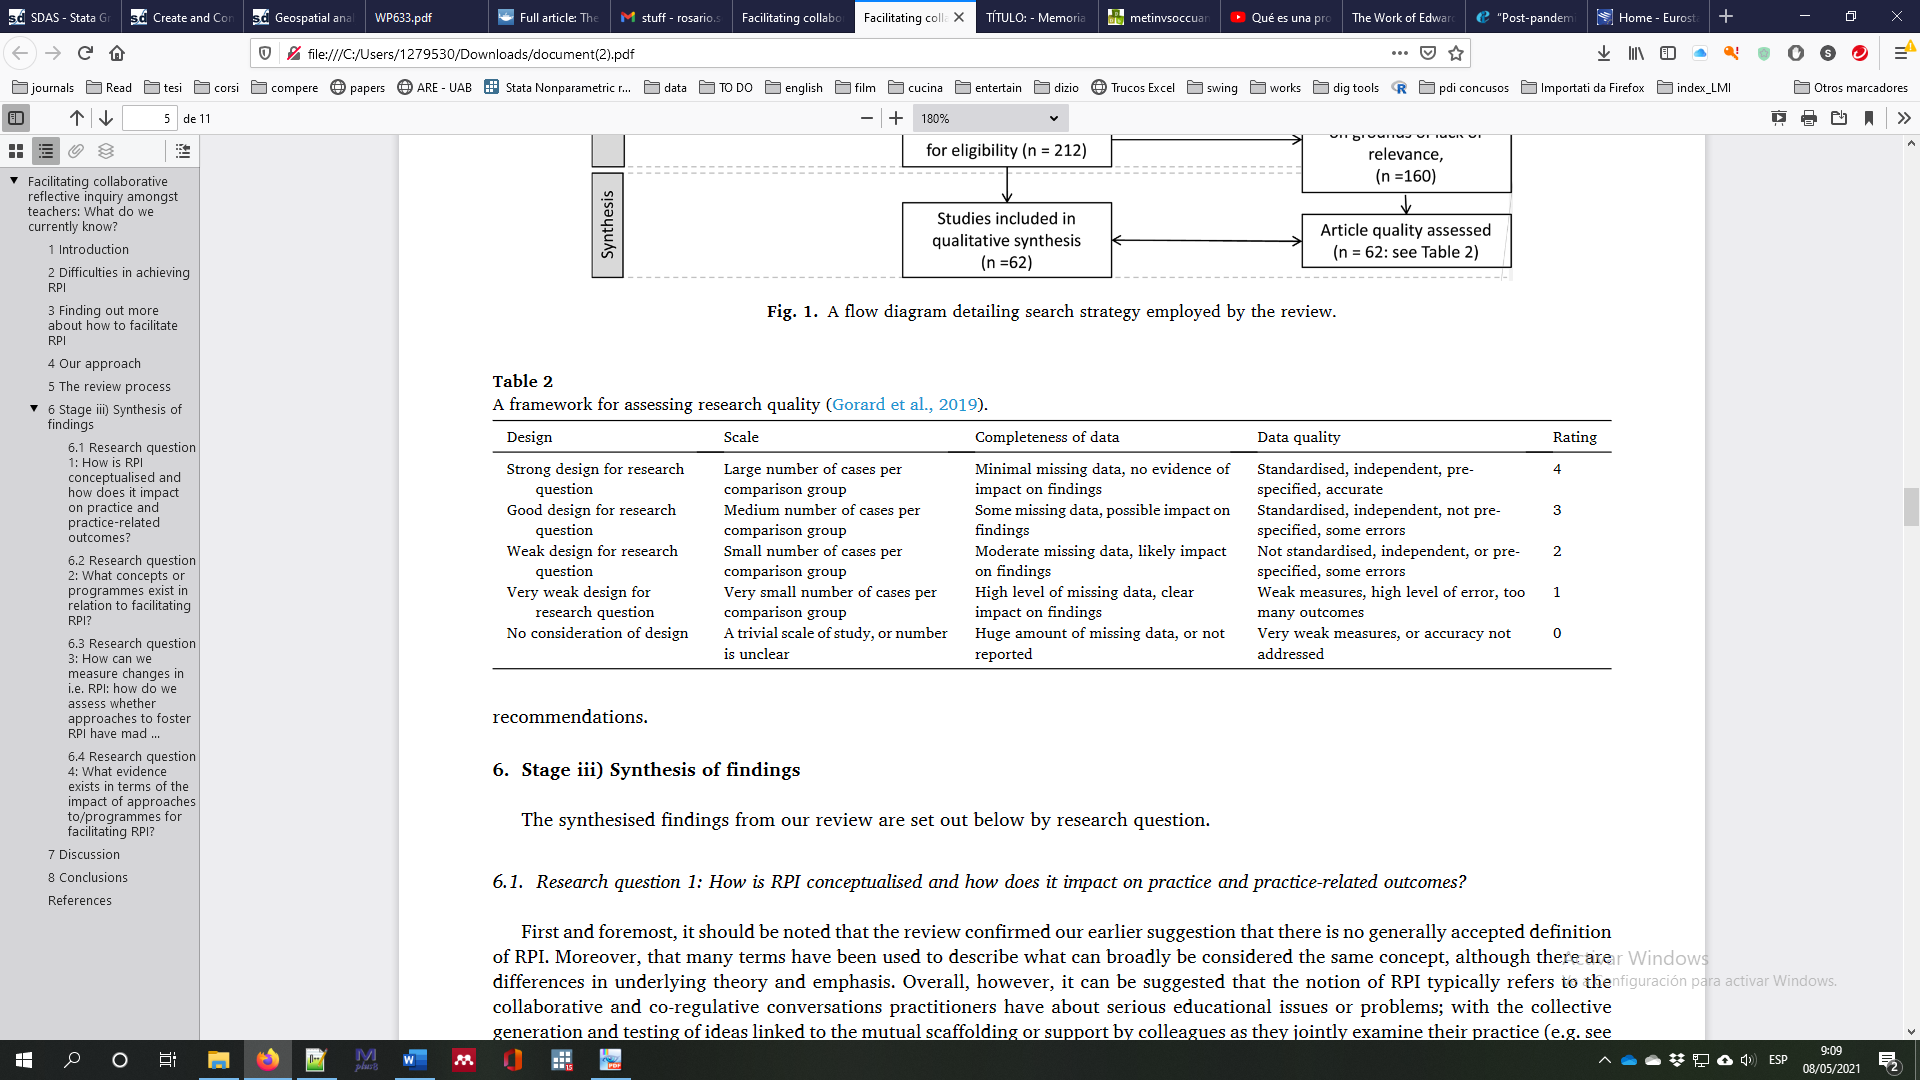 SDAS - Stata Gr
Create and Con
Geospatial anal
WP633.pdf
Full article: The
stuff - rosario.s
Facilitating collabo
Facilitating colla
TÍTULO: - Memoria
metinvsoccuan
Qué es una pro
The Work of Edward
"Post-pandemi
Home - Eurosta
file:///C:/Users/1279530/Downloads/document(2).pdf
journals
Read
tesi
corsi
compere
papers
ARE - UAB
Stata Nonparametric r...
data
TO DO
english
film
cucina
entertain
dizio
Trucos Excel
swing
works
dig tools
pdi concusos
Importati da Firefox
index_LMI
Otros marcadores
5
de 11
180%
Facilitating collaborative
reflective inquiry amongst
teachers: What do we
currently know?
1 Introduction
2 Difficulties in achieving
RPI
3 Finding out more
about how to facilitate
RPI
4 Our approach
5 The review process
6 Stage iii) Synthesis of
findings
6.1 Research question
1: How is RPI
conceptualised and
how does it impact
on practice and
practice-related
outcomes?
6.2 Research question
2: What concepts or
programmes exist in
relation to facilitating
RPI?
6.3 Research question
3: How can we
measure changes in
i.e. RPI: how do we
assess whether
approaches to foster
RPI have mad ...
6.4 Research question
4: What evidence
exists in terms of the
impact of approaches
to/programmes for
facilitating RPI?
7 Discussion
8 Conclusions
References
for eligibility (n = 212)
on grounds of lack of
relevance,
(n =160)
Synthesis
Studies included in
qualitative synthesis
(n =62)
Article quality assessed
(n = 62: see Table 2)
Fig. 1. A flow diagram detailing search strategy employed by the review.
Table 2
A framework for assessing research quality (Gorard et al., 2019).
Design Scale Completeness of data Data quality Rating
Strong design for research Large number of cases per Minimal missing data, no evidence of Standardised, independent, pre- 4
question comparison group impact on findings specified, accurate
Good design for research Medium number of cases per Some missing data, possible impact on Standardised, independent, not pre- 3
question comparison group findings specified, some errors
Weak design for research Small number of cases per Moderate missing data, likely impact Not standardised, independent, or pre- 2
question comparison group on findings specified, some errors
Very weak design for Very small number of cases per High level of missing data, clear Weak measures, high level of error, too 1
research question comparison group impact on findings many outcomes
No consideration of design A trivial scale of study, or number Huge amount of missing data, or not Very weak measures, or accuracy not 0
is unclear reported addressed
recommendations.
6. Stage iii) Synthesis of findings
The synthesised findings from our review are set out below by research question.
6.1. Research question 1: How is RPI conceptualised and how does it impact on practice and practice-related outcomes?
First and foremost, it should be noted that the review confirmed our earlier suggestion that there is no generally accepted definition
of RPI. Moreover, that many terms have been used to describe what can broadly be considered the same concept, although there are
differences in underlying theory and emphasis. Overall, however, it can be suggested that the notion of RPI typically refers to the
collaborative and co-regulative conversations practitioners have about serious educational issues or problems; with the collective
generation and testing of ideas linked to the mutual scaffolding or support by colleagues as they jointly examine their practice (e.g. see
Activar Windows
Ve a Configuración para activar Windows.
ESP
9:09
08/05/2021
2